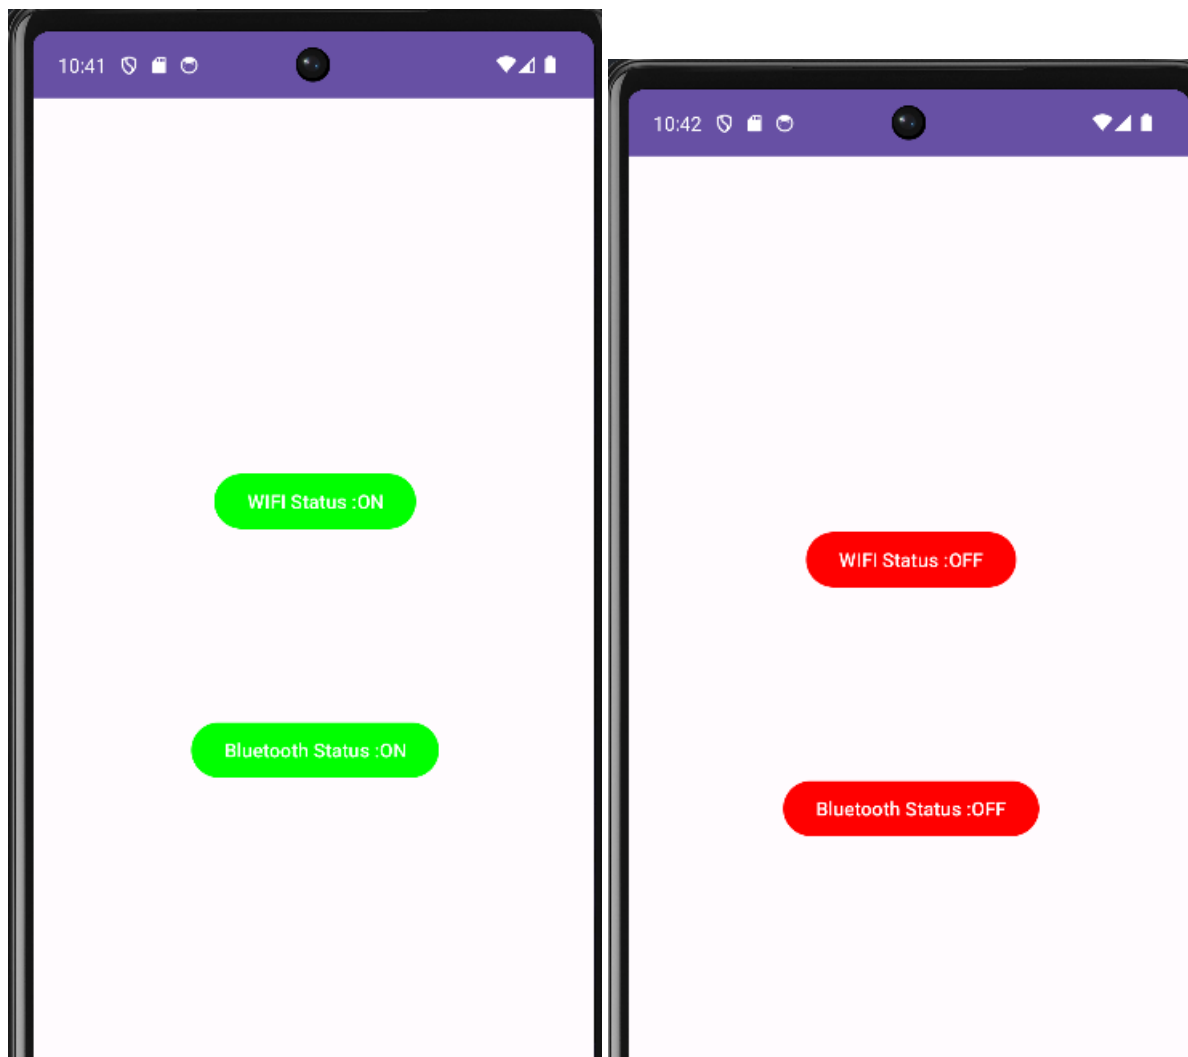 10:41
WIFI Status :ON
Bluetooth Status :ON
10:42
WIFI Status :OFF
Bluetooth Status :OFF